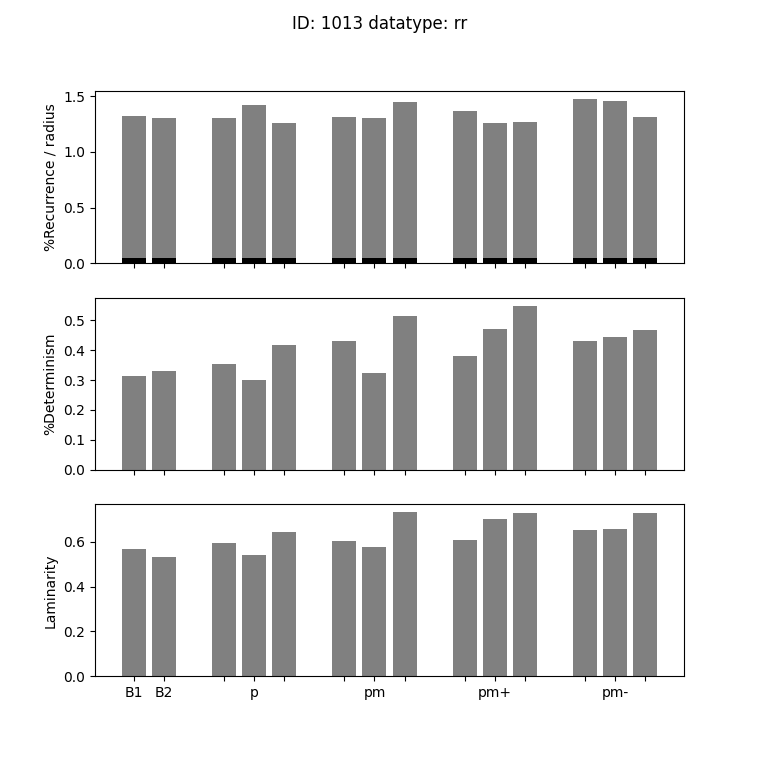 ID: 1013 datatype: rr
%Recurrence / radius
1.5
1.0
0.5
0.0
%Determinism
0.5
0.4
0.3
0.2
0.1
0.0
Laminarity
0.6
0.4
0.2
0.0
B1 B2 p pm pm+ pm-